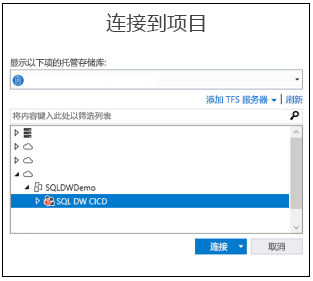 连接到项目
显示以下项的托管存储库:
添加 TFS 服务器 刷新
将内容键入此处以筛选列表
SQLDWDemo
SQL DW CICD
连接 取消